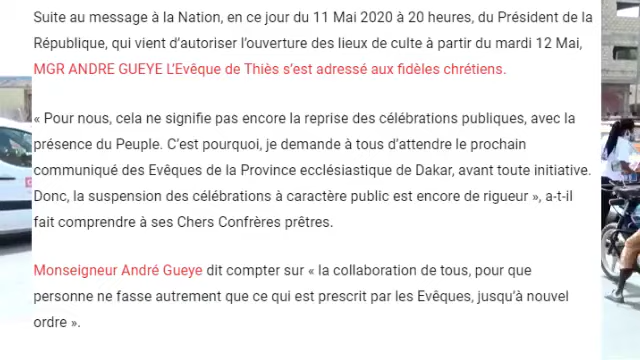 Suite au message à la Nation, en ce jour du 11 Mai 2020 à 20 heures, du Président de la
République, qui vient d’autoriser l’ouverture des lieux de culte à partir du mardi 12 Mai,
MGR ANDRE GUEYE L’Evêque de Thiès s’est adressé aux fidèles chrétiens.
« Pour nous, cela ne signifie pas encore la reprise des célébrations publiques, avec la
présence du Peuple. C’est pourquoi, je demande à tous d’attendre le prochain
communiqué des Evêques de la Province ecclésiastique de Dakar, avant toute initiative.
Donc, la suspension des célébrations à caractère public est encore de rigueur », a-t-il
fait comprendre à ses Chers Confrères prêtres.
Monseigneur André Gueye dit compter sur « la collaboration de tous, pour que
personne ne fasse autrement que ce qui est prescrit par les Evêques, jusqu’à nouvel
ordre ».